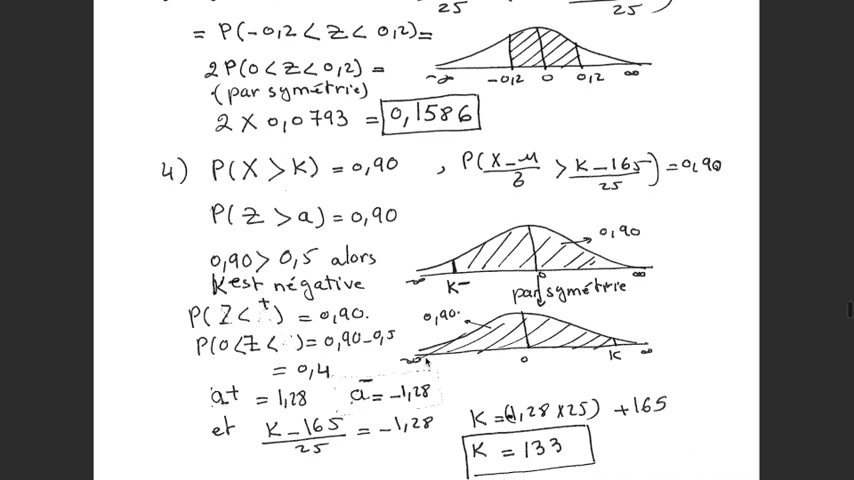 25 25 )
= P(-0,2 < Z < 0,2) =
2P(0 < Z < 0,2) =
(par symétrie)
-∞ -0,2 0 0,2 ∞
2 X 0,0793 = 0,1586
4) P(X > K) = 0,90 , P(X-μ/б > K-165/25) = 0,90
P(Z > a) = 0,90
0,90
0,90 > 0,5 alors
K est négative
-∞ K- 0 ∞
par symétrie
P(Z < +) = 0,90.
0,90.
P(0 < Z < ) = 0,90-0,5
= 0,4
-∞ 0 K ∞
a+ = 1,28 a- = -1,28
et K-165/25 = -1,28
K = (-1,28 x 25) + 165
K = 133